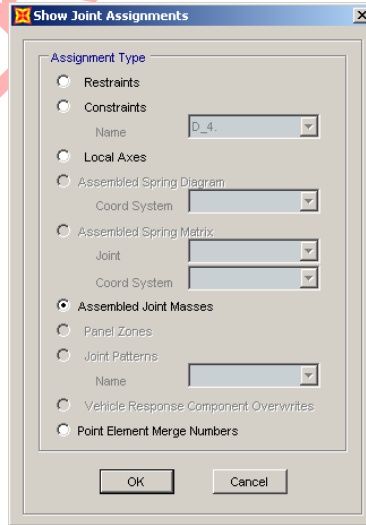 Show Joint Assignments
Assignment Type
Restraints
Constraints
Name D_4.
Local Axes
Assembled Spring Diagram
Coord System
Assembled Spring Matrix
Joint
Coord System
Assembled Joint Masses
Panel Zones
Joint Patterns
Name
Vehicle Response Component Overwrites
Point Element Merge Numbers
OK Cancel